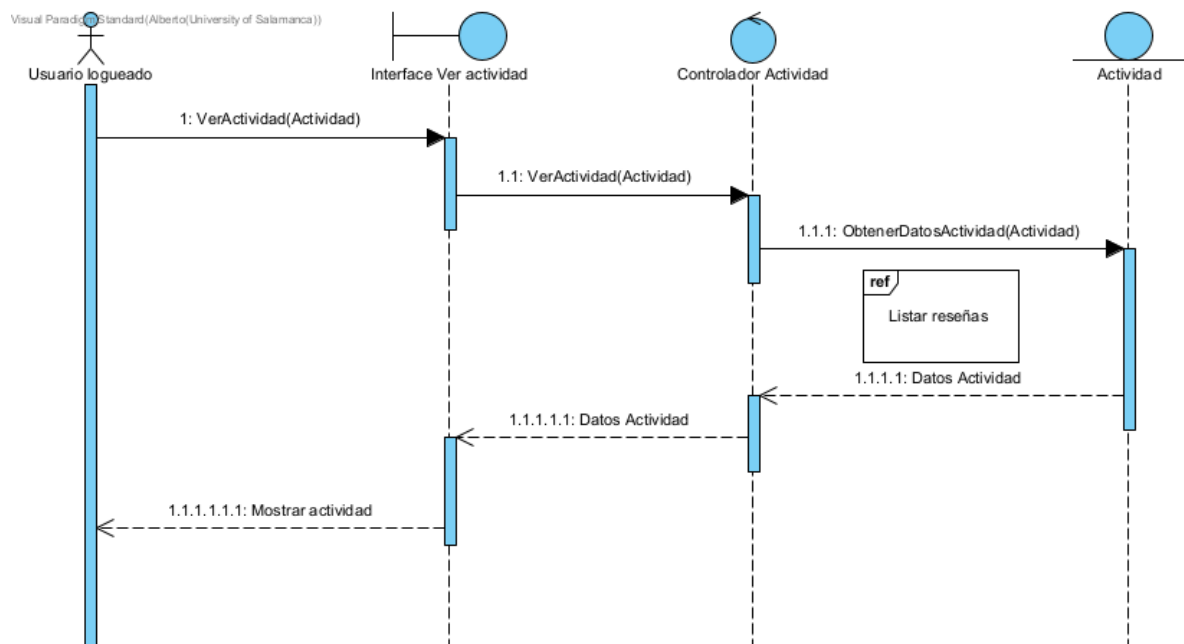 Visual Paradigm Standard(Alberto(University of Salamanca))
Usuario logueado
Interface Ver actividad
Controlador Actividad
Actividad
1: VerActividad(Actividad)
1.1: VerActividad(Actividad)
1.1.1: ObtenerDatosActividad(Actividad)
ref
Listar reseñas
1.1.1.1: Datos Actividad
1.1.1.1.1: Datos Actividad
1.1.1.1.1.1: Mostrar actividad